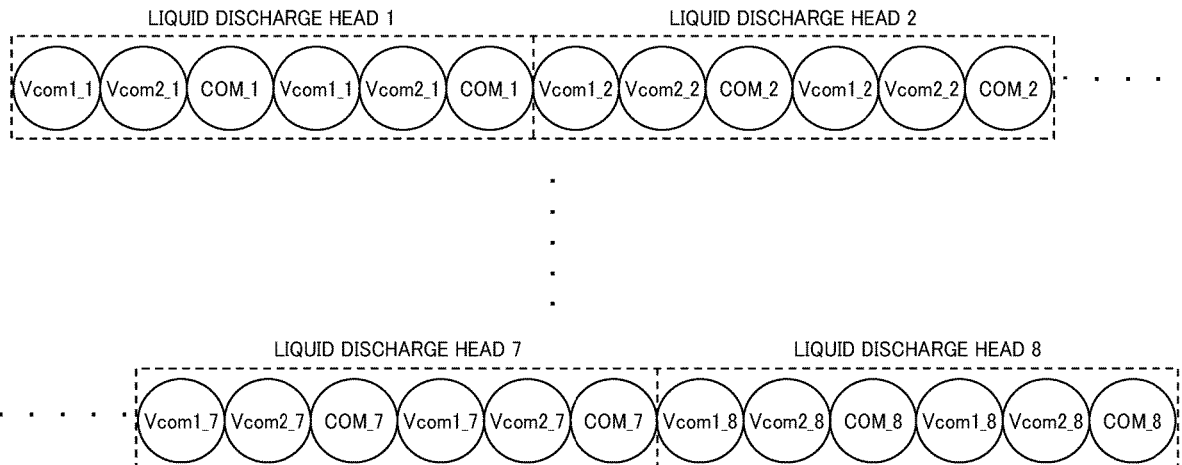 LIQUID DISCHARGE HEAD 1 LIQUID DISCHARGE HEAD 2
Vcom1_1 Vcom2_1 COM_1 Vcom1_1 Vcom2_1 COM_1 Vcom1_2 Vcom2_2 COM_2 Vcom1_2 Vcom2_2 COM_2
LIQUID DISCHARGE HEAD 7 LIQUID DISCHARGE HEAD 8
Vcom1_7 Vcom2_7 COM_7 Vcom1_7 Vcom2_7 COM_7 Vcom1_8 Vcom2_8 COM_8 Vcom1_8 Vcom2_8 COM_8